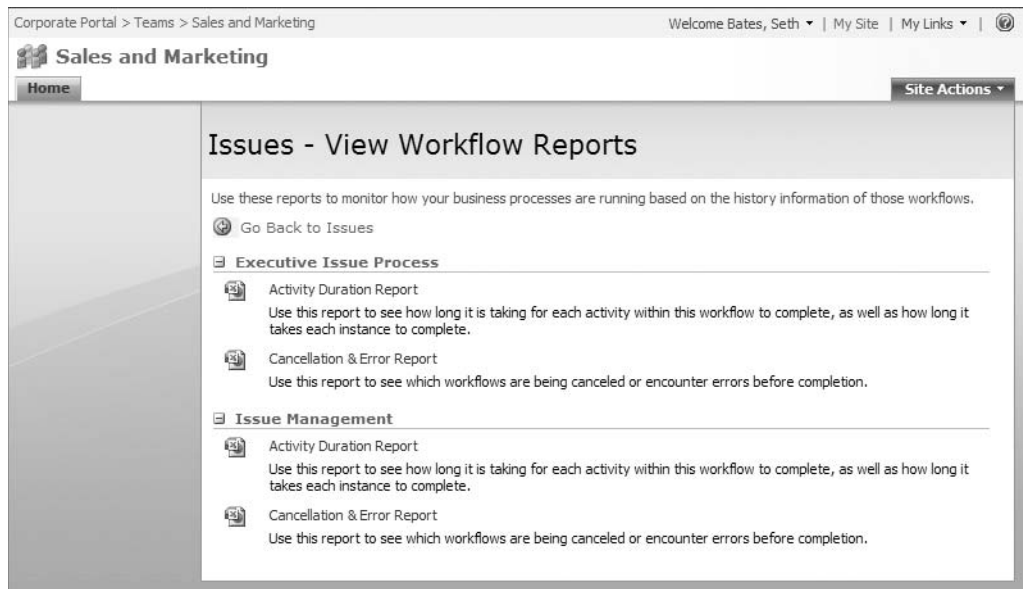 Corporate Portal > Teams > Sales and Marketing
Welcome Bates, Seth ▾ | My Site | My Links ▾ |
Sales and Marketing
Home
Site Actions ▾
Issues - View Workflow Reports
Use these reports to monitor how your business processes are running based on the history information of those workflows.
Go Back to Issues
Executive Issue Process
Activity Duration Report
Use this report to see how long it is taking for each activity within this workflow to complete, as well as how long it
takes each instance to complete.
Cancellation & Error Report
Use this report to see which workflows are being canceled or encounter errors before completion.
Issue Management
Activity Duration Report
Use this report to see how long it is taking for each activity within this workflow to complete, as well as how long it
takes each instance to complete.
Cancellation & Error Report
Use this report to see which workflows are being canceled or encounter errors before completion.